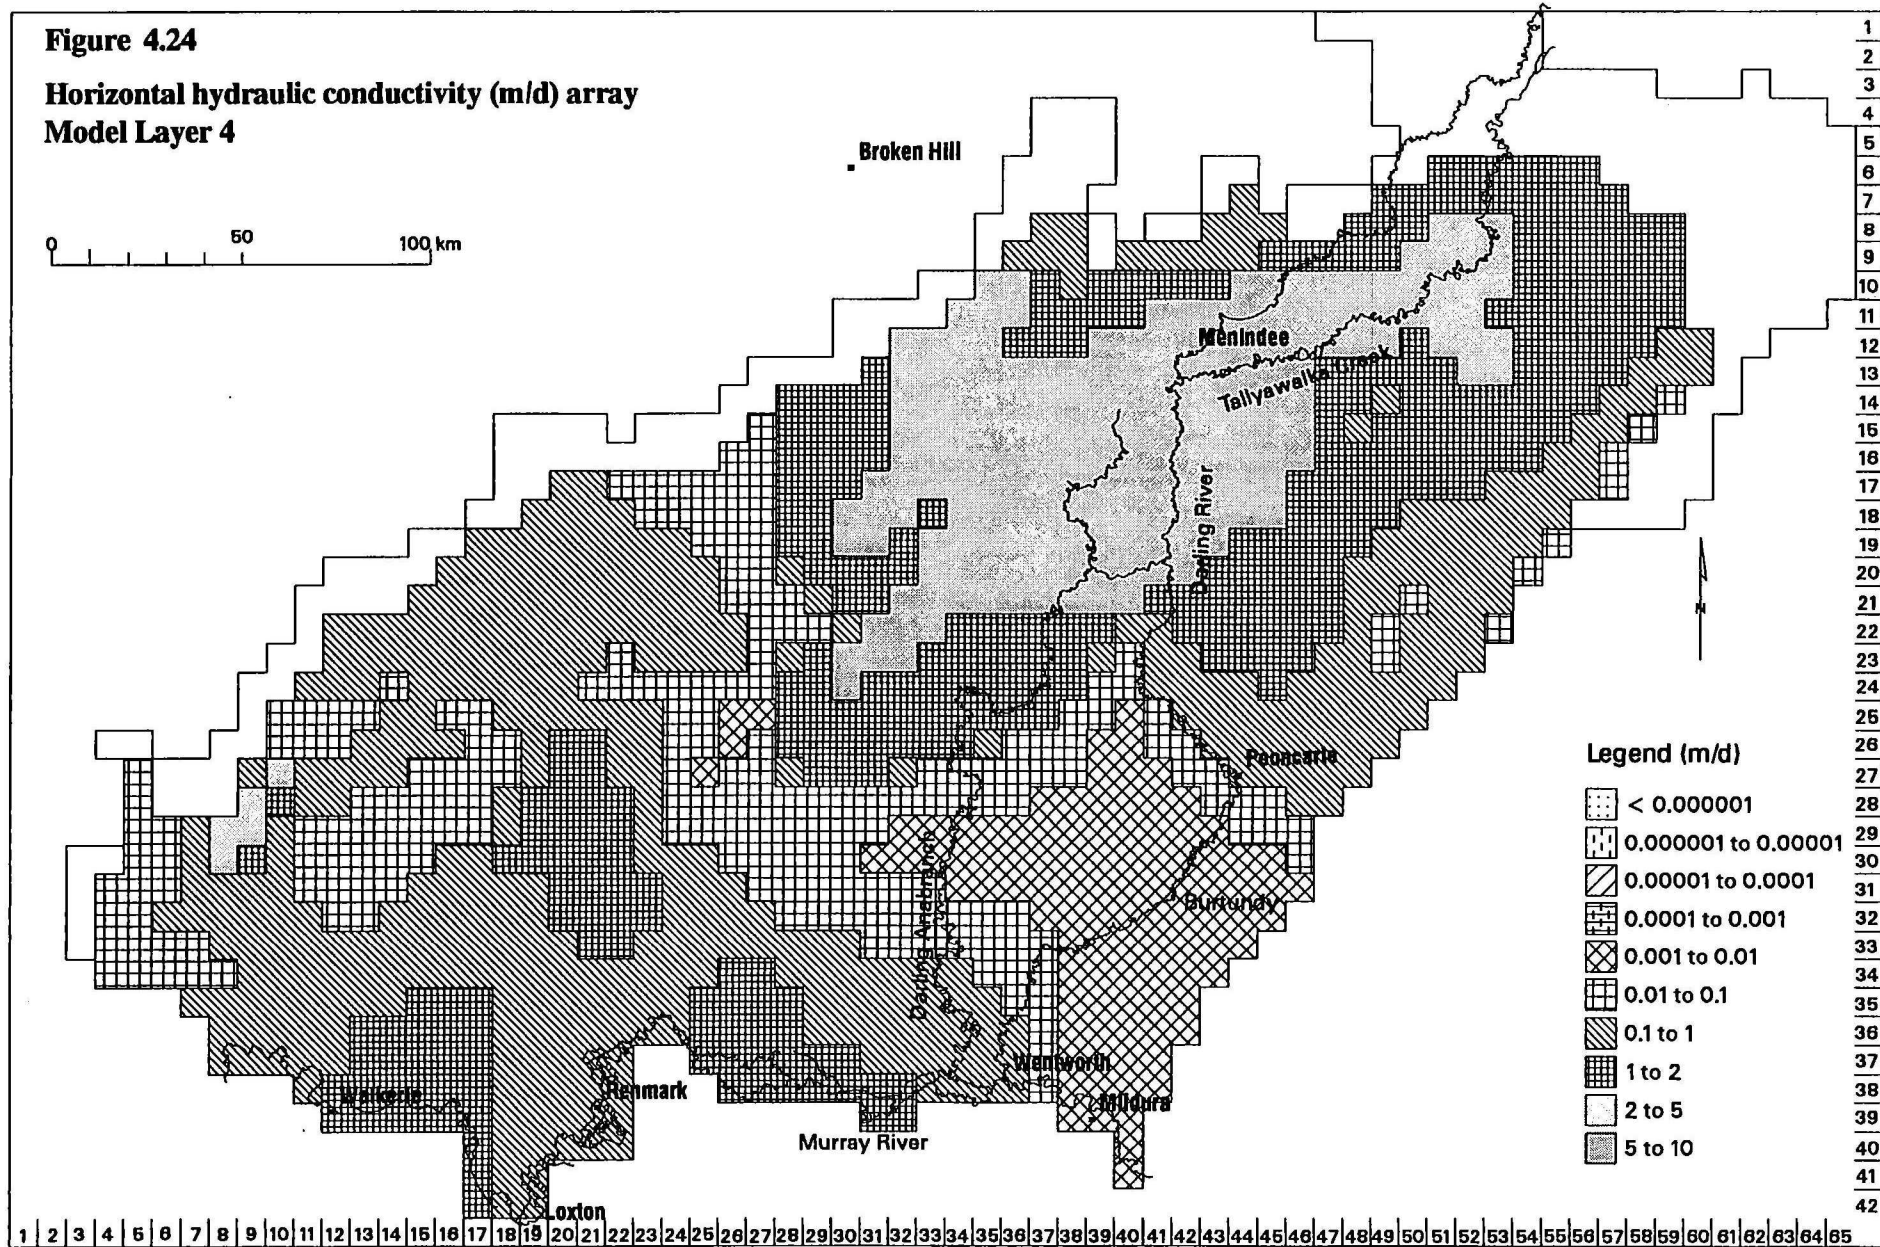 Figure 4.24
Horizontal hydraulic conductivity (m/d) array
Model Layer 4
Broken Hill
0 50 100 km
Menindee
Tallyawalka Creek
Darling River
Pooncarie
Darling Anabranch
Burtundy
Wentworth
Mildura
Waikerie
Renmark
Murray River
Loxton
N
Legend (m/d)
< 0.000001
0.000001 to 0.00001
0.00001 to 0.0001
0.0001 to 0.001
0.001 to 0.01
0.01 to 0.1
0.1 to 1
1 to 2
2 to 5
5 to 10
1
2
3
4
5
6
7
8
9
10
11
12
13
14
15
16
17
18
19
20
21
22
23
24
25
26
27
28
29
30
31
32
33
34
35
36
37
38
39
40
41
42
1 2 3 4 5 6 7 8 9 10 11 12 13 14 15 16 17 18 19 20 21 22 23 24 25 26 27 28 29 30 31 32 33 34 35 36 37 38 39 40 41 42 43 44 45 46 47 48 49 50 51 52 53 54 55 56 57 58 59 60 61 62 63 64 65